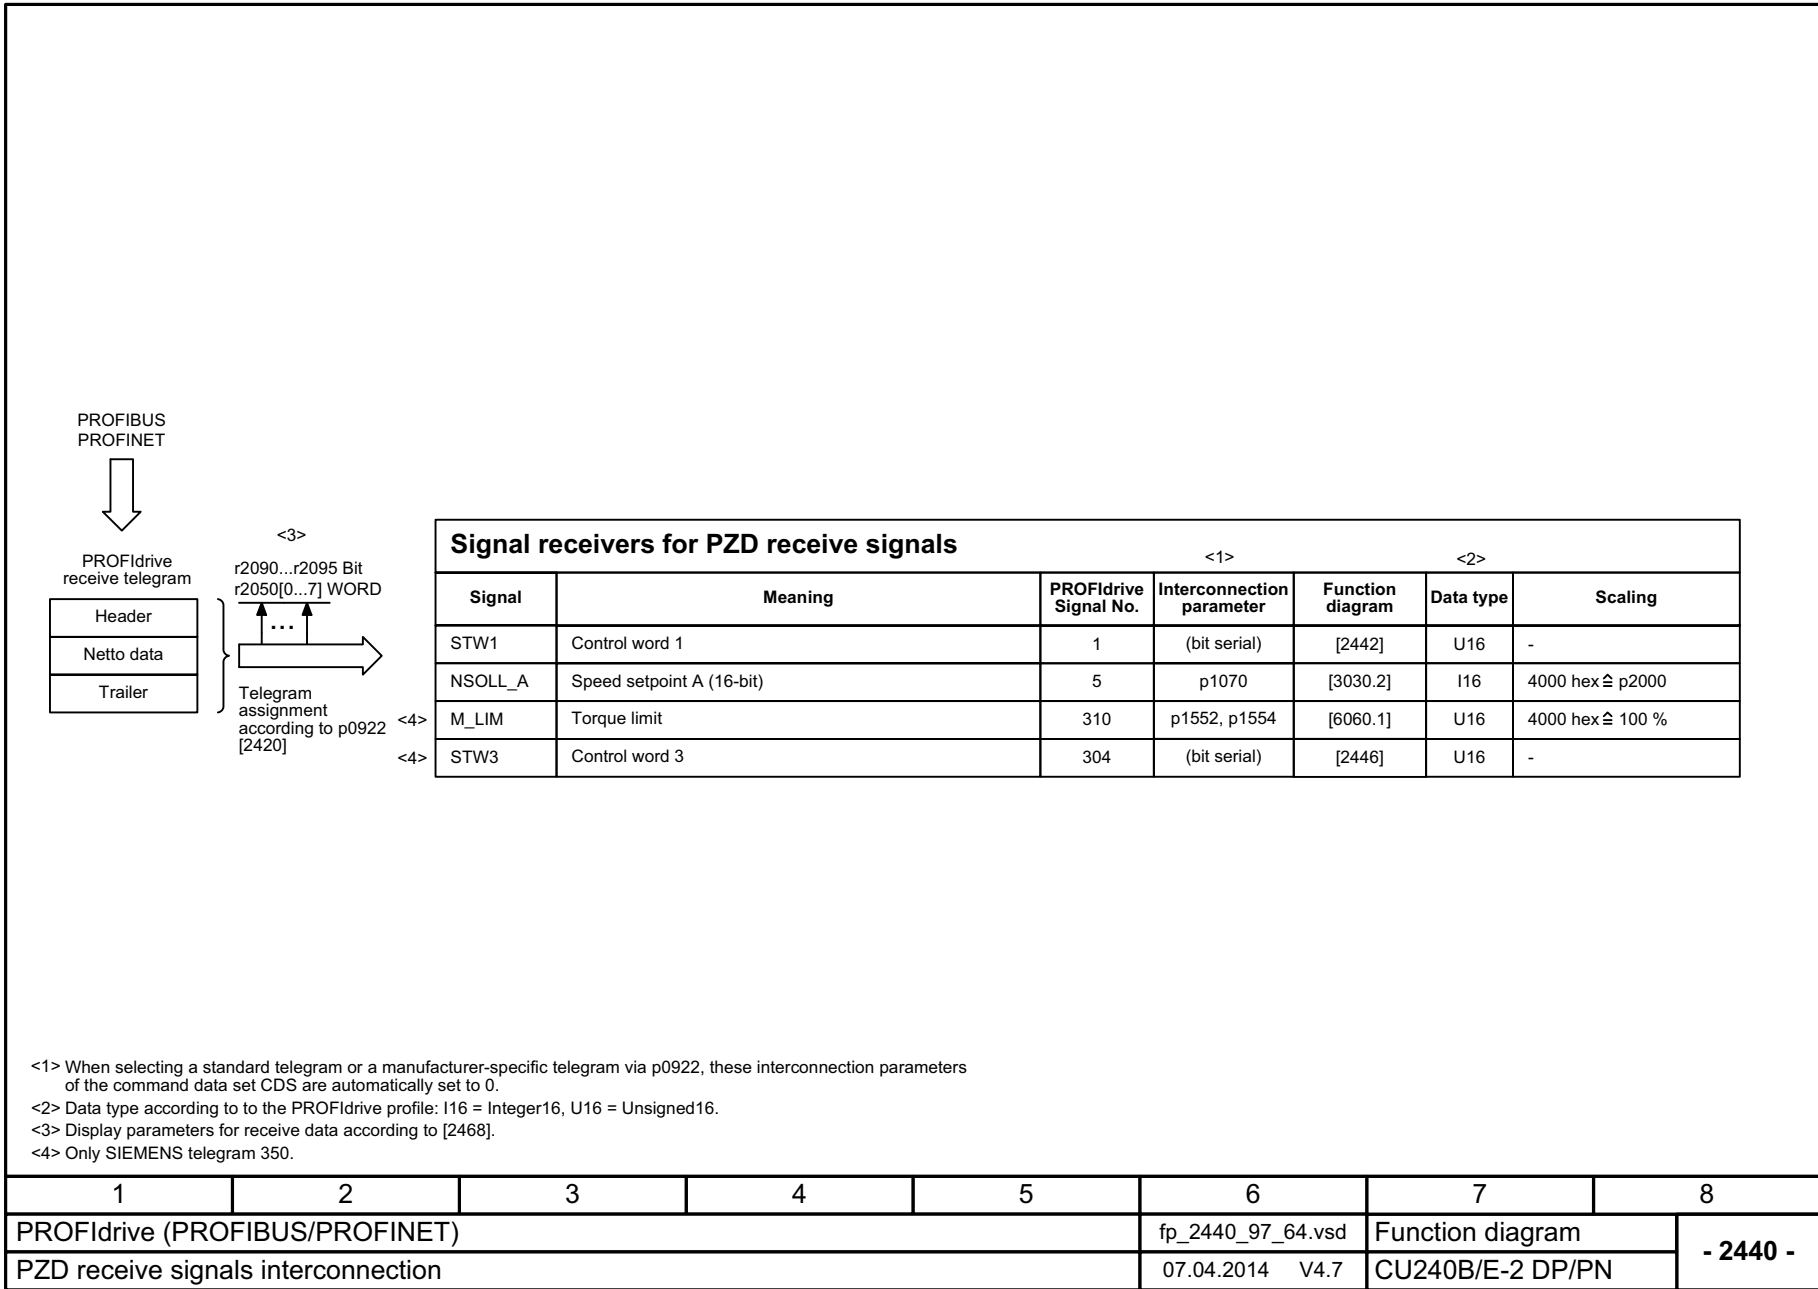 PROFIBUS
PROFINET
PROFIdrive
receive telegram
Header
Netto data
Trailer
<3>
r2090...r2095 Bit
r2050[0...7] WORD
...
Telegram
assignment
according to p0922
[2420]
Signal receivers for PZD receive signals <1> <2>
Signal Meaning PROFIdrive Signal No. Interconnection parameter Function diagram Data type Scaling
STW1 Control word 1 1 (bit serial) [2442] U16 -
NSOLL_A Speed setpoint A (16-bit) 5 p1070 [3030.2] I16 4000 hex ≙ p2000
<4> M_LIM Torque limit 310 p1552, p1554 [6060.1] U16 4000 hex ≙ 100 %
<4> STW3 Control word 3 304 (bit serial) [2446] U16 -
<1> When selecting a standard telegram or a manufacturer-specific telegram via p0922, these interconnection parameters
of the command data set CDS are automatically set to 0.
<2> Data type according to to the PROFIdrive profile: I16 = Integer16, U16 = Unsigned16.
<3> Display parameters for receive data according to [2468].
<4> Only SIEMENS telegram 350.
1 2 3 4 5 6 7 8
PROFIdrive (PROFIBUS/PROFINET) fp_2440_97_64.vsd Function diagram - 2440 -
PZD receive signals interconnection 07.04.2014 V4.7 CU240B/E-2 DP/PN